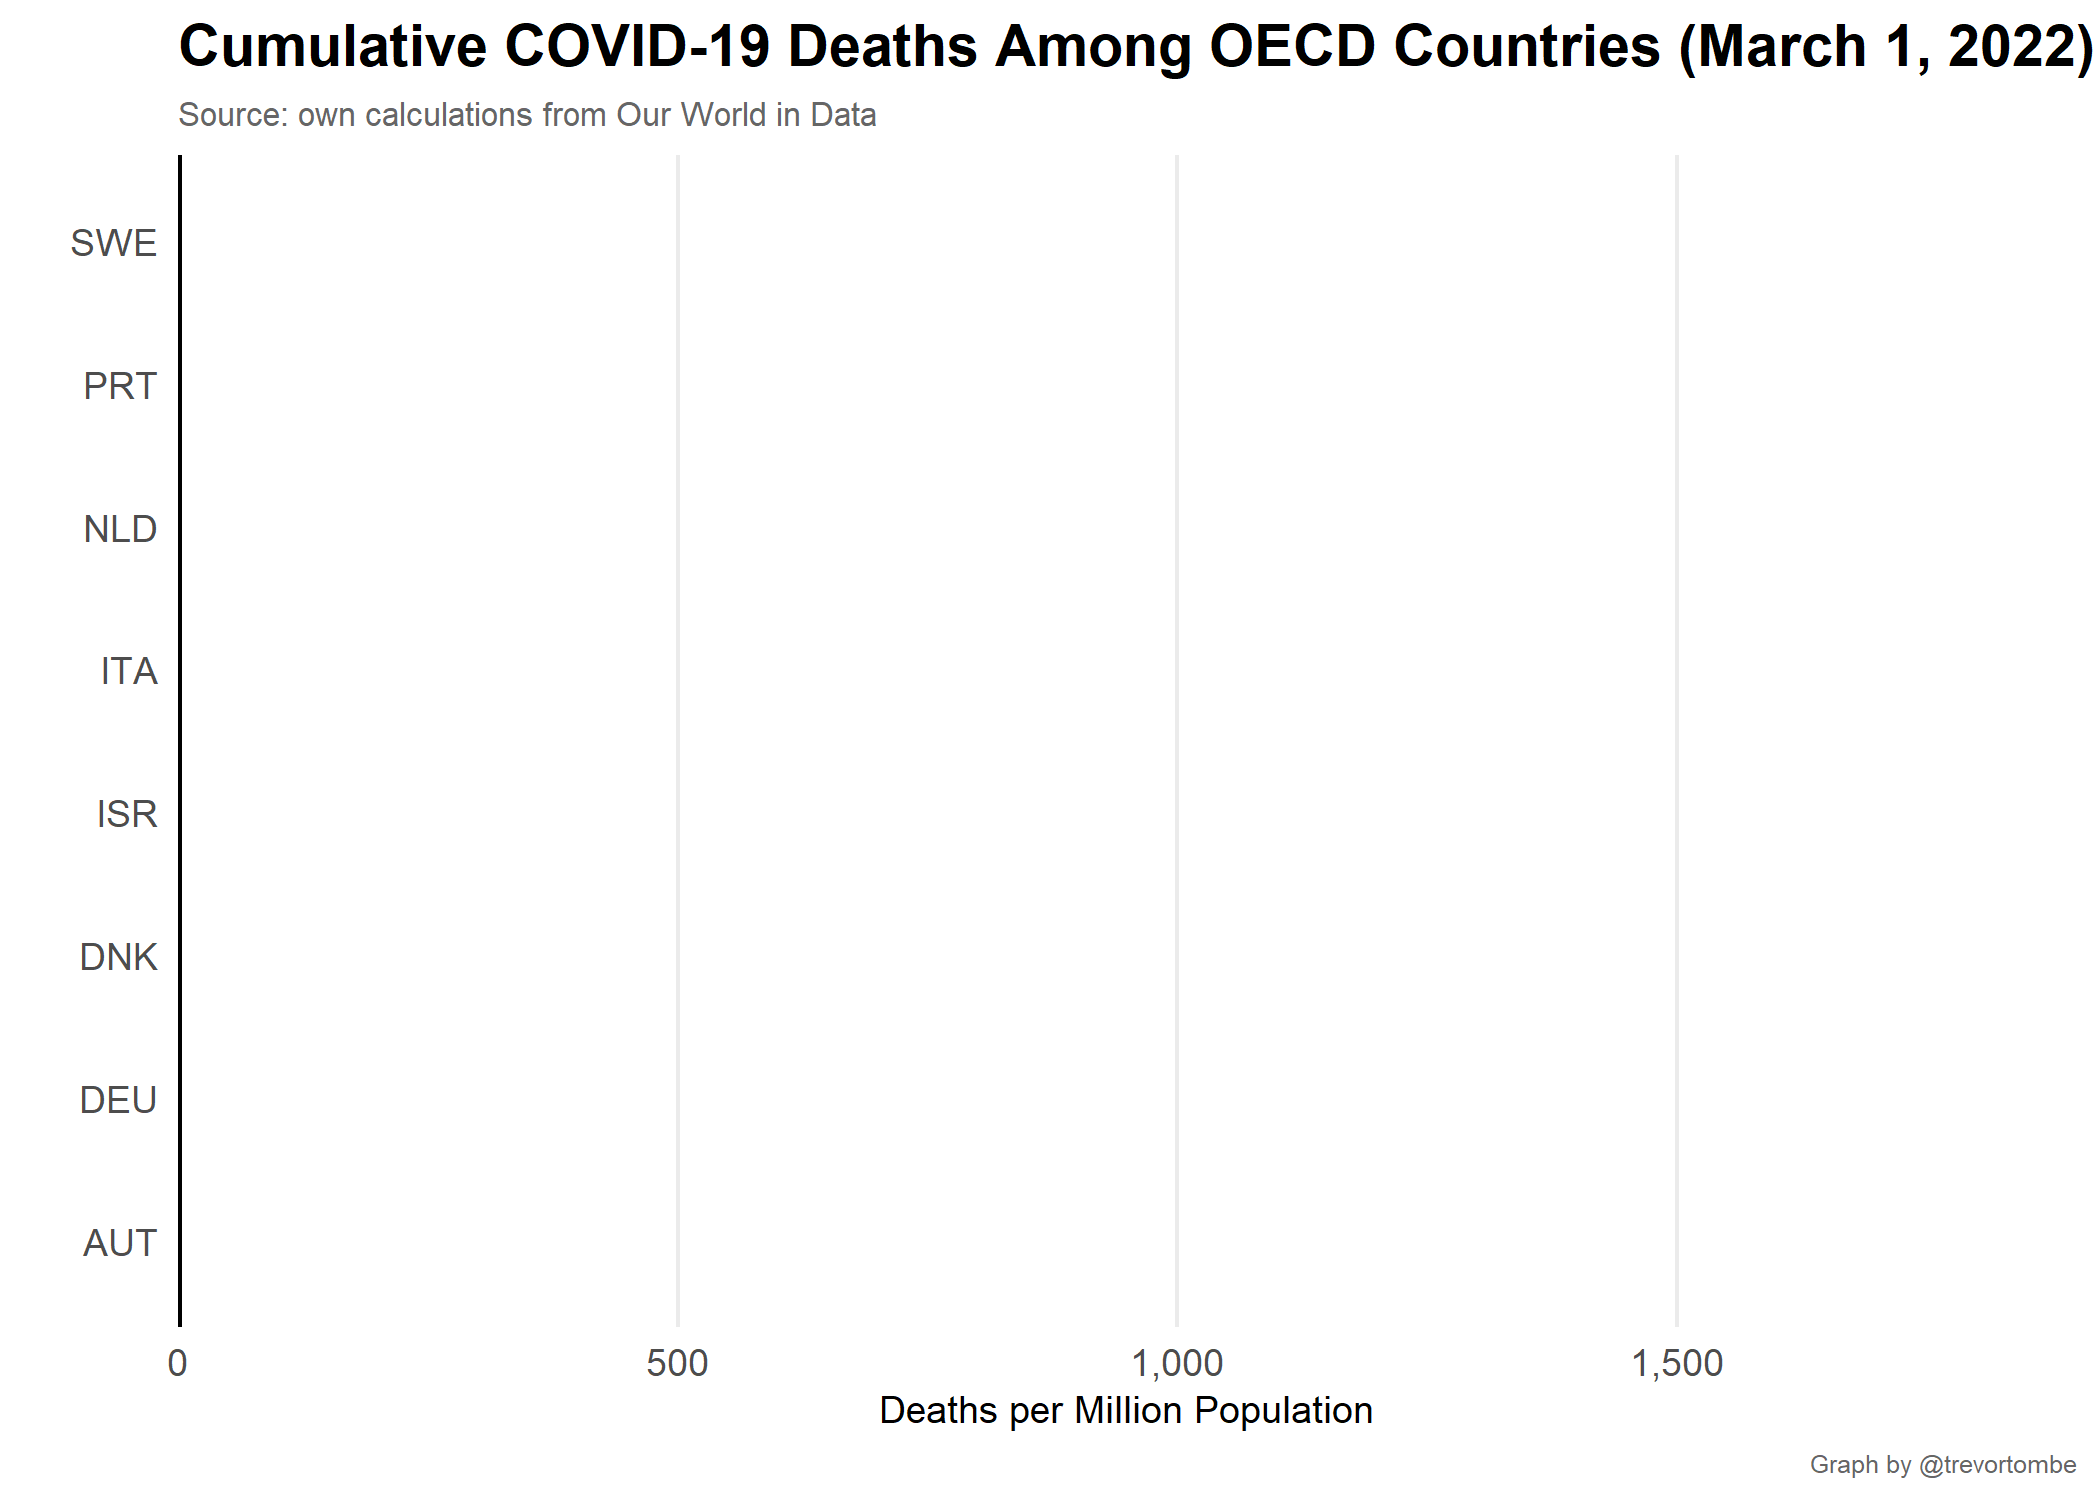 Cumulative COVID-19 Deaths Among OECD Countries (March 1, 2022)
Source: own calculations from Our World in Data
SWE
PRT
NLD
ITA
ISR
DNK
DEU
AUT
0 500 1,000 1,500
Deaths per Million Population
Graph by @trevortombe